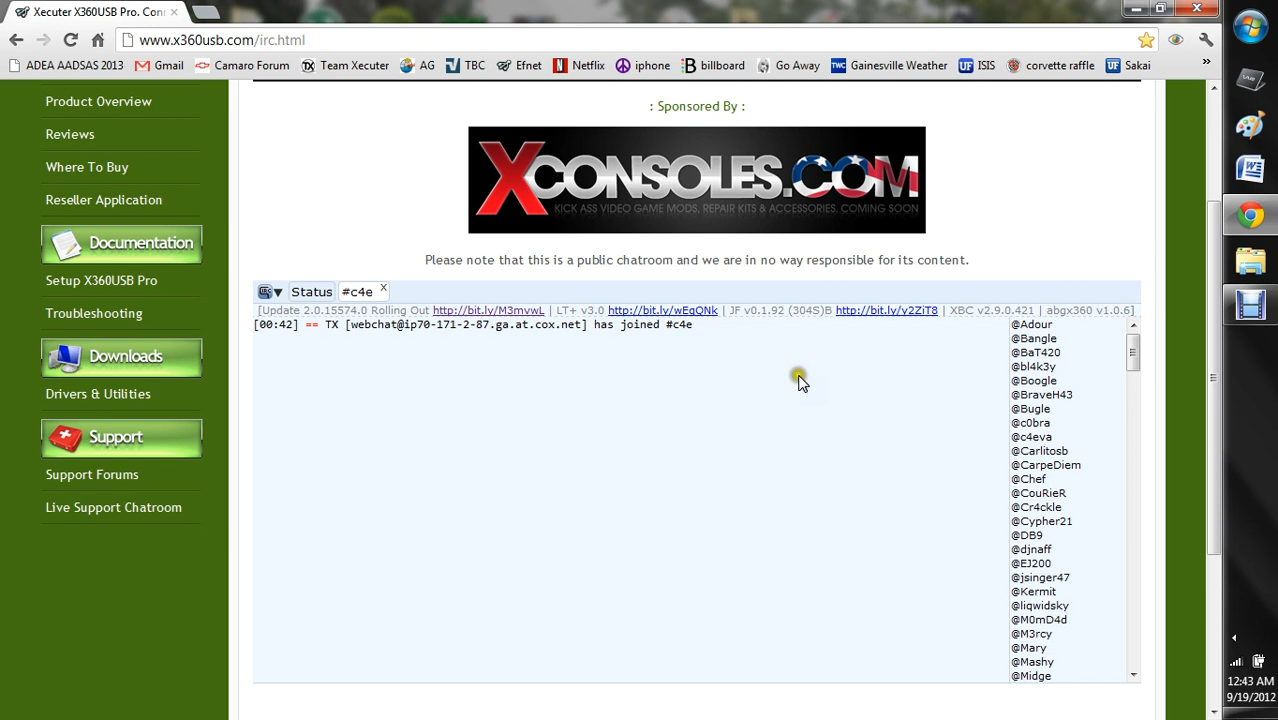 Xecuter X360USB Pro. Conn ×
www.x360usb.com/irc.html
ADEA AADSAS 2013 Gmail Camaro Forum Team Xecuter AG TBC Efnet Netflix iphone billboard Go Away Gainesville Weather ISIS corvette raffle Sakai »
Product Overview
Reviews
Where To Buy
Reseller Application
Documentation
Setup X360USB Pro
Troubleshooting
Downloads
Drivers & Utilities
Support
Support Forums
Live Support Chatroom
: Sponsored By :
XCONSOLES.COM
KICK ASS VIDEO GAME MODS, REPAIR KITS & ACCESSORIES. COMING SOON
Please note that this is a public chatroom and we are in no way responsible for its content.
Status #c4e x
[Update 2.0.15574.0 Rolling Out http://bit.ly/M3mvwL | LT+ v3.0 http://bit.ly/wEqQNk | JF v0.1.92 (304S)B http://bit.ly/y2ZiT8 | XBC v2.9.0.421 | abgx360 v1.0.6]
[00:42] == TX [webchat@ip70-171-2-87.ga.at.cox.net] has joined #c4e
@Adour
@Bangle
@BaT420
@bl4k3y
@Boogle
@BraveH43
@Bugle
@c0bra
@c4eva
@Carlitosb
@CarpeDiem
@Chef
@CouRieR
@Cr4ckle
@Cypher21
@DB9
@djnaff
@EJ200
@jsinger47
@Kermit
@liqwidsky
@M0mD4d
@M3rcy
@Mary
@Mashy
@Midge
12:43 AM
9/19/2012